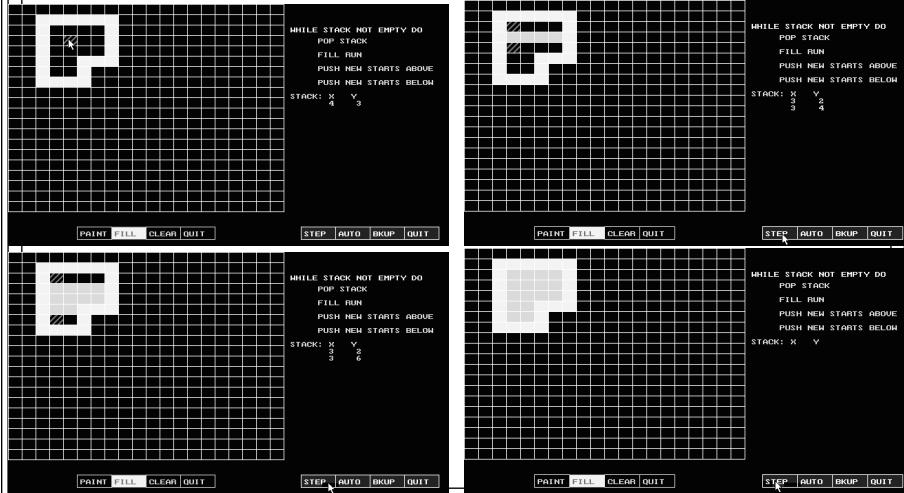 WHILE STACK NOT EMPTY DO
POP STACK
FILL RUN
PUSH NEW STARTS ABOVE
PUSH NEW STARTS BELOW
STACK: X Y
4 3
PAINT FILL CLEAR QUIT
STEP AUTO BKUP QUIT
WHILE STACK NOT EMPTY DO
POP STACK
FILL RUN
PUSH NEW STARTS ABOVE
PUSH NEW STARTS BELOW
STACK: X Y
3 2
3 4
PAINT FILL CLEAR QUIT
STEP AUTO BKUP QUIT
WHILE STACK NOT EMPTY DO
POP STACK
FILL RUN
PUSH NEW STARTS ABOVE
PUSH NEW STARTS BELOW
STACK: X Y
3 2
3 6
PAINT FILL CLEAR QUIT
STEP AUTO BKUP QUIT
WHILE STACK NOT EMPTY DO
POP STACK
FILL RUN
PUSH NEW STARTS ABOVE
PUSH NEW STARTS BELOW
STACK: X Y
PAINT FILL CLEAR QUIT
STEP AUTO BKUP QUIT